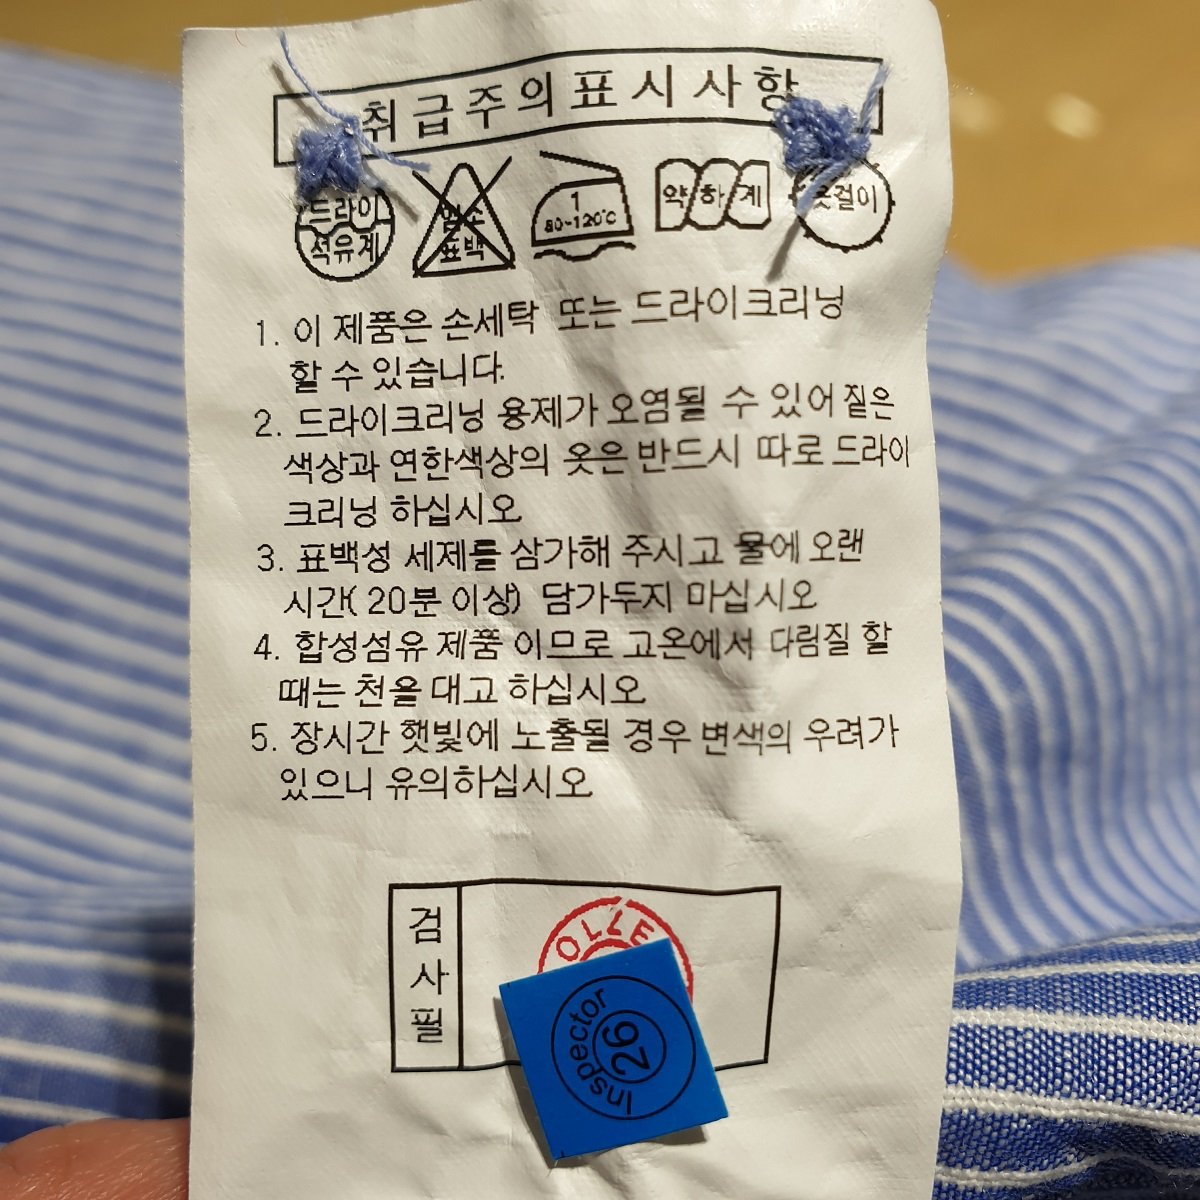 취급주의표시사항
드라이
석유계
염소
표백
1
80~120℃
약하게
옷걸이
1. 이 제품은 손세탁 또는 드라이크리닝
할 수 있습니다.
2. 드라이크리닝 용제가 오염될 수 있어 짙은
색상과 연한색상의 옷은 반드시 따로 드라이
크리닝 하십시오.
3. 표백성 세제를 삼가해 주시고 물에 오랜
시간( 20분 이상) 담가두지 마십시오
4. 합성섬유 제품 이므로 고온에서 다림질 할
때는 천을 대고 하십시오.
5. 장시간 햇빛에 노출될 경우 변색의 우려가
있으니 유의하십시오.
검사필
Inspector
26